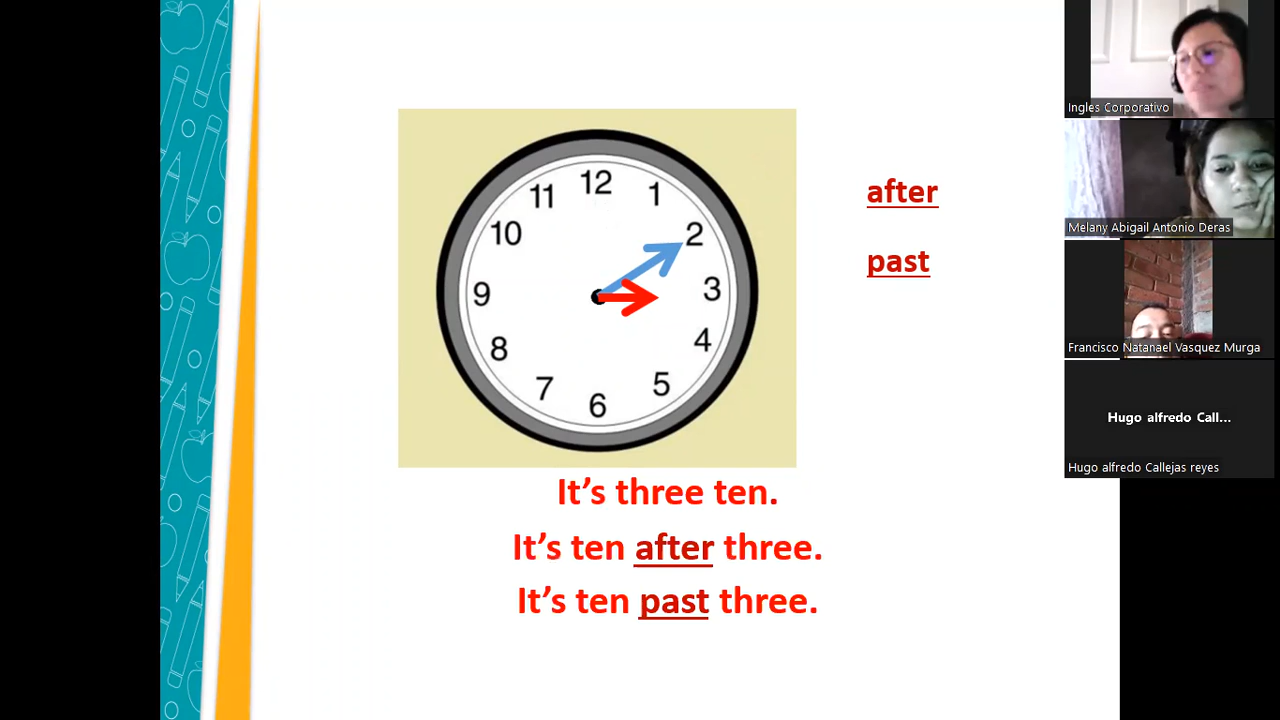 12
11
1
10
2
9
3
8
4
7
5
6
after
past
It's three ten.
It's ten after three.
It's ten past three.
Ingles Corporativo
Melany Abigail Antonio Deras
Francisco Natanael Vasquez Murga
Hugo alfredo Call...
Hugo alfredo Callejas reyes